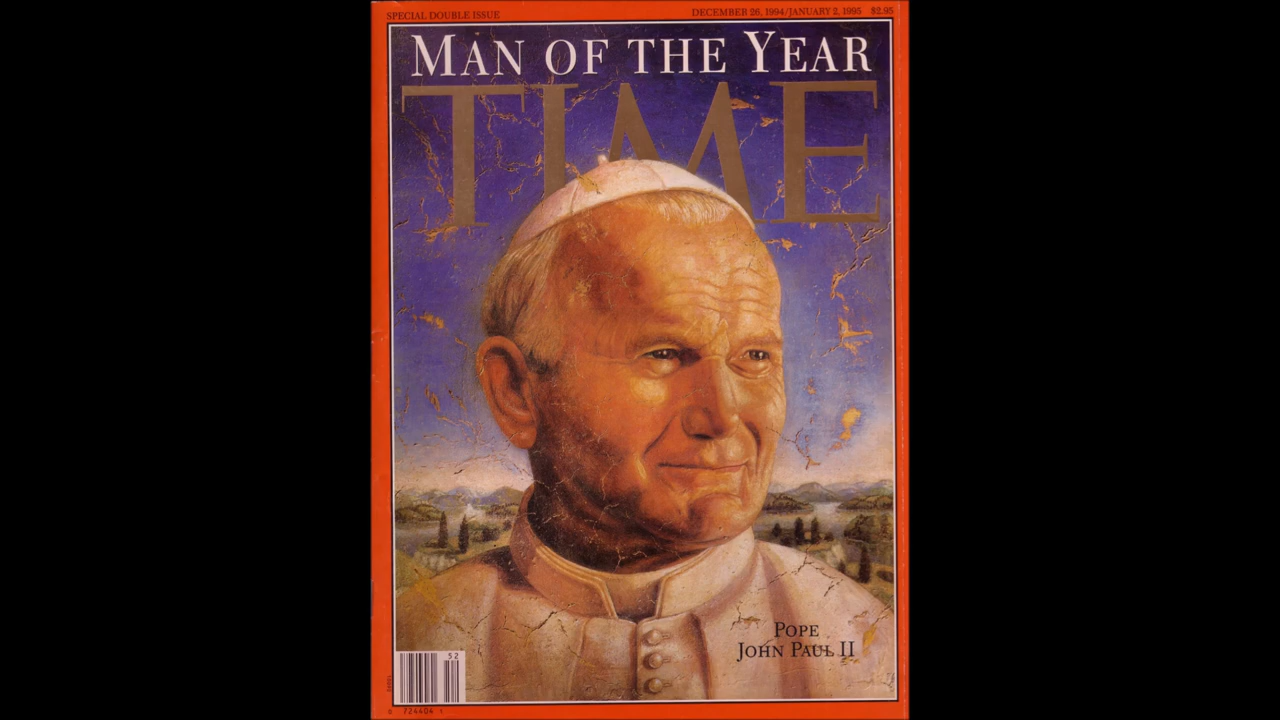 SPECIAL DOUBLE ISSUE
DECEMBER 26, 1994/JANUARY 2, 1995 $2.95
MAN OF THE YEAR
TIME
POPE
JOHN PAUL II
52
724404